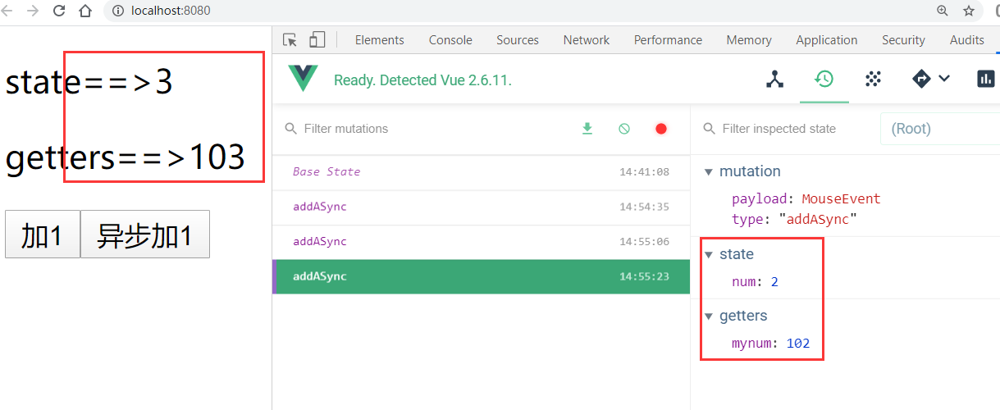 localhost:8080
Elements Console Sources Network Performance Memory Application Security Audits
Ready. Detected Vue 2.6.11.
state==>3
getters==>103
加1 异步加1
Filter mutations
Base State 14:41:08
addASync 14:54:35
addASync 14:55:06
addASync 14:55:23
Filter inspected state (Root)
mutation
payload: MouseEvent
type: "addASync"
state
num: 2
getters
mynum: 102